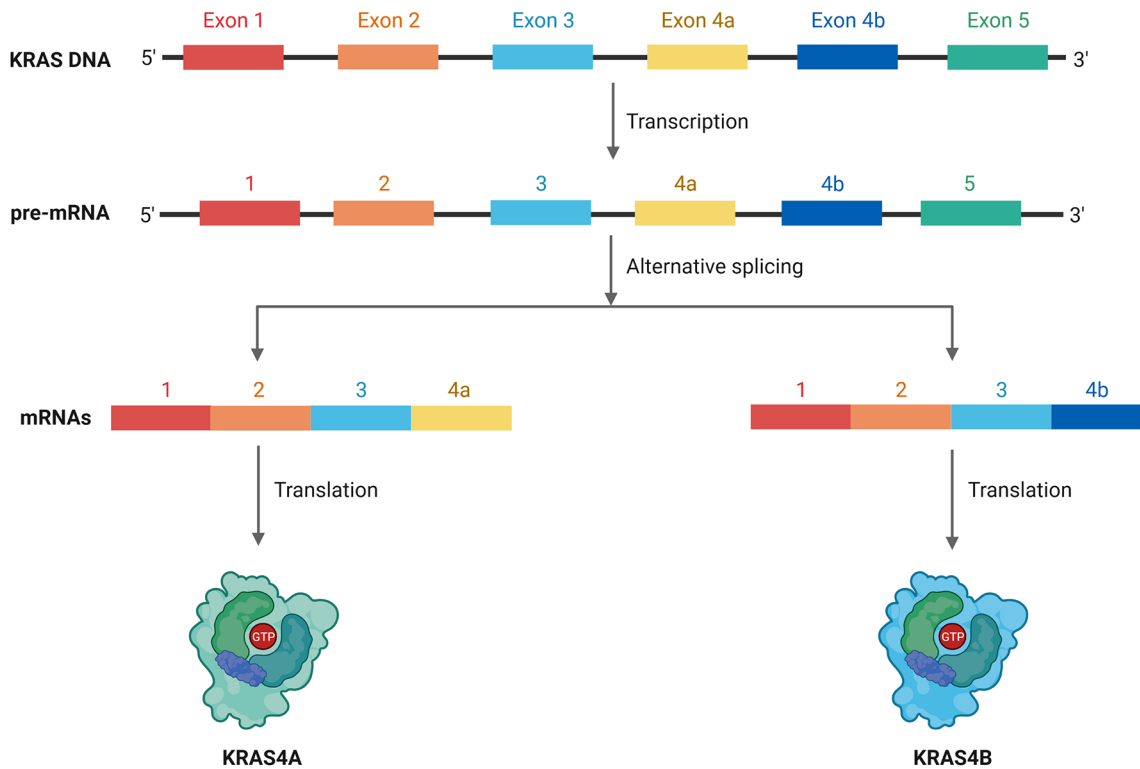 Exon 1 Exon 2 Exon 3 Exon 4a Exon 4b Exon 5
KRAS DNA 5' 3'
Transcription
1 2 3 4a 4b 5
pre-mRNA 5' 3'
Alternative splicing
1 2 3 4a 1 2 3 4b
mRNAs
Translation Translation
GTP GTP
KRAS4A KRAS4B